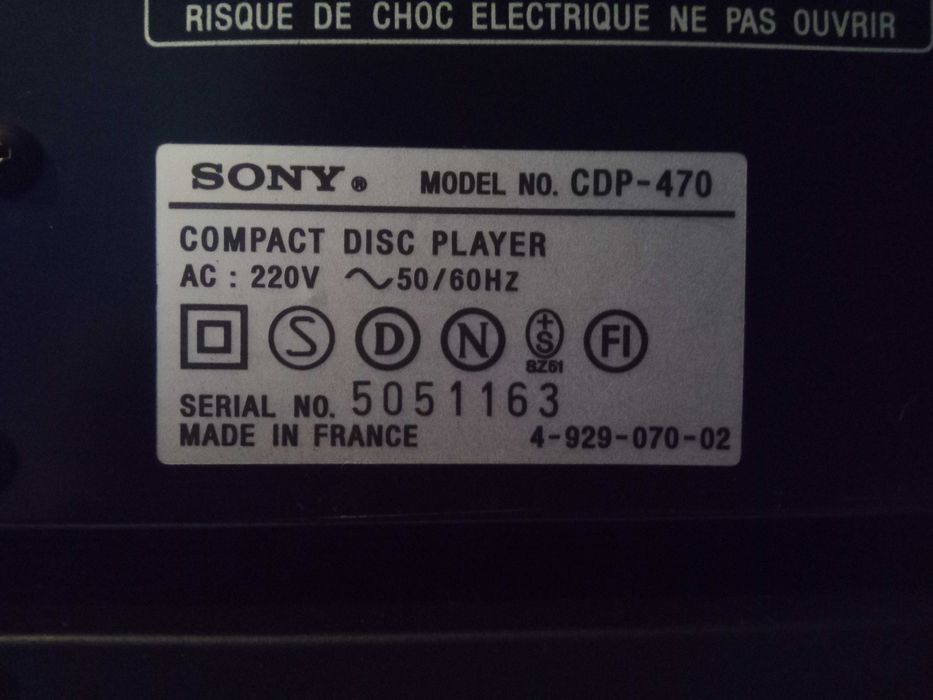 RISQUE DE CHOC ELECTRIQUE NE PAS OUVRIR
SONY® MODEL NO. CDP-470
COMPACT DISC PLAYER
AC : 220V ～50/60HZ
S D N +S FI
SZ61
SERIAL NO. 5051163
MADE IN FRANCE 4-929-070-02